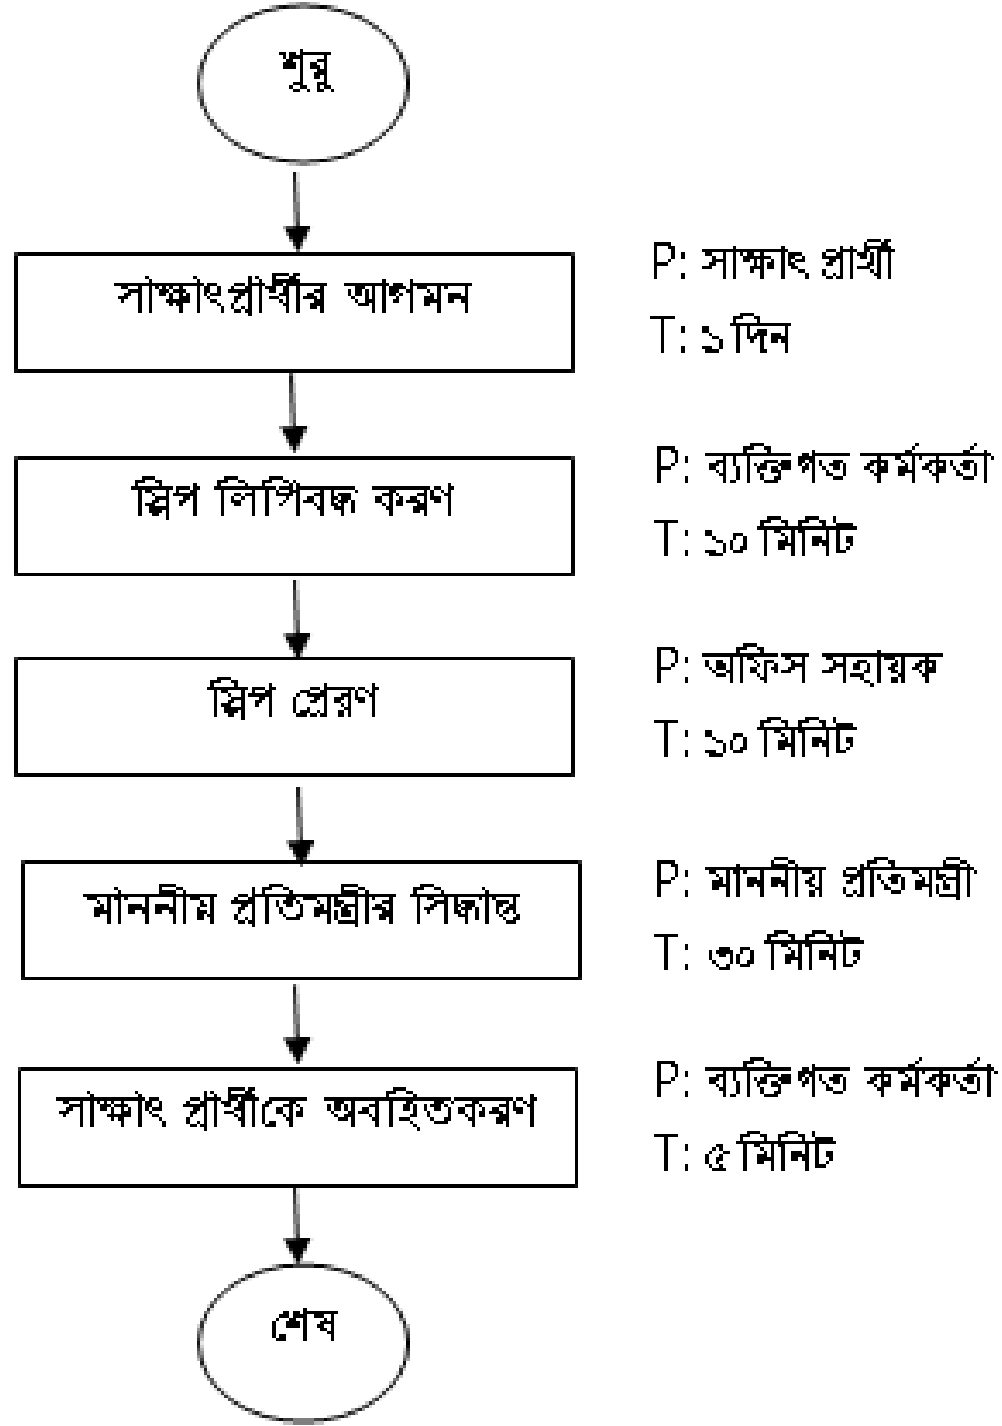 শুরু
সাক্ষাৎপ্রার্থীর আগমন
P: সাক্ষাৎ প্রার্থী
T: ১ দিন
স্লিপ লিপিবদ্ধ করণ
P: ব্যক্তিগত কর্মকর্তা
T: ১০ মিনিট
স্লিপ প্রেরণ
P: অফিস সহায়ক
T: ১০ মিনিট
মাননীয় প্রতিমন্ত্রীর সিদ্ধান্ত
P: মাননীয় প্রতিমন্ত্রী
T: ৩০ মিনিট
সাক্ষাৎ প্রার্থীকে অবহিতকরণ
P: ব্যক্তিগত কর্মকর্তা
T: ৫ মিনিট
শেষ